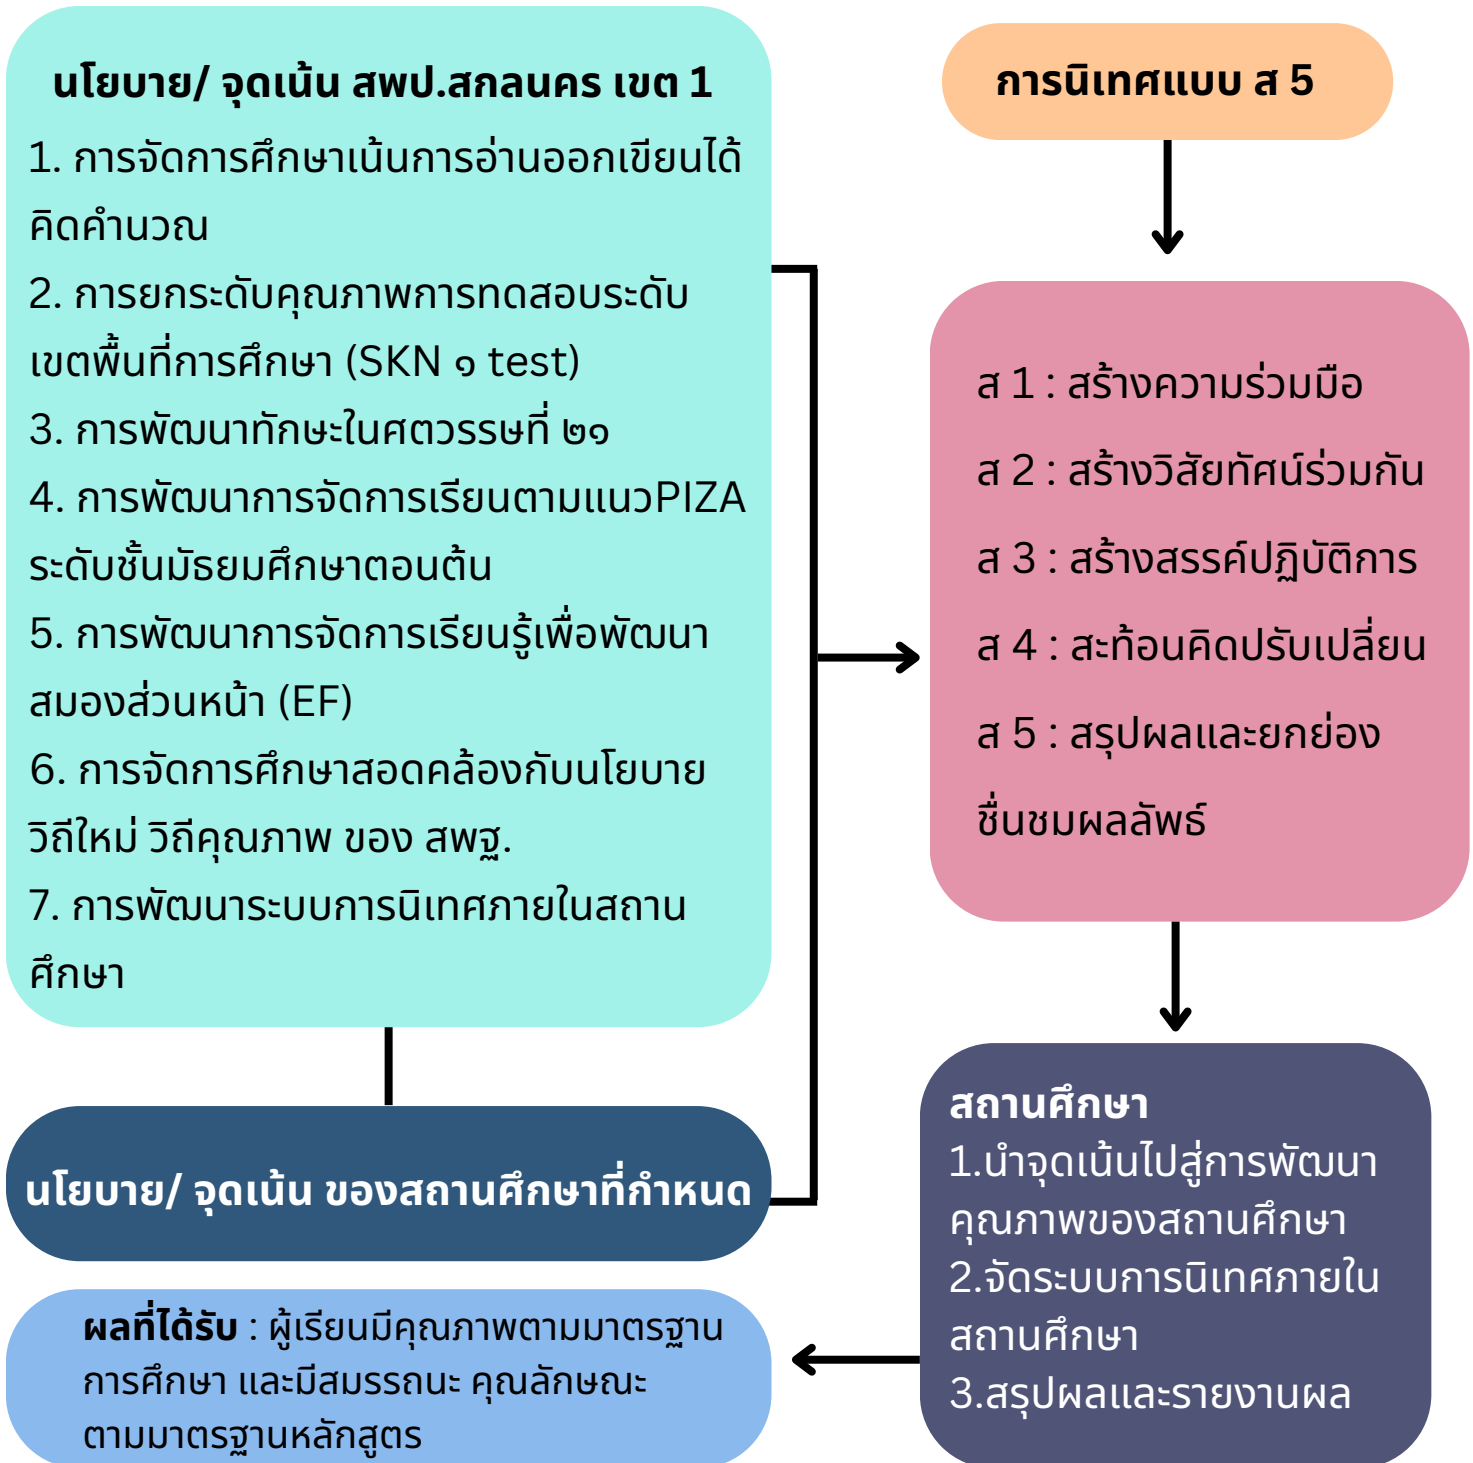 นโยบาย/ จุดเน้น สพป.สกลนคร เขต 1
1. การจัดการศึกษาเน้นการอ่านออกเขียนได้
คิดคำนวณ
2. การยกระดับคุณภาพการทดสอบระดับ
เขตพื้นที่การศึกษา (SKN ๑ test)
3. การพัฒนาทักษะในศตวรรษที่ ๒๑
4. การพัฒนาการจัดการเรียนตามแนวPIZA
ระดับชั้นมัธยมศึกษาตอนต้น
5. การพัฒนาการจัดการเรียนรู้เพื่อพัฒนา
สมองส่วนหน้า (EF)
6. การจัดการศึกษาสอดคล้องกับนโยบาย
วิถีใหม่ วิถีคุณภาพ ของ สพฐ.
7. การพัฒนาระบบการนิเทศภายในสถาน
ศึกษา
นโยบาย/ จุดเน้น ของสถานศึกษาที่กำหนด
การนิเทศแบบ ส 5
ส 1 : สร้างความร่วมมือ
ส 2 : สร้างวิสัยทัศน์ร่วมกัน
ส 3 : สร้างสรรค์ปฏิบัติการ
ส 4 : สะท้อนคิดปรับเปลี่ยน
ส 5 : สรุปผลและยกย่อง
ชื่นชมผลลัพธ์
สถานศึกษา
1.นำจุดเน้นไปสู่การพัฒนา
คุณภาพของสถานศึกษา
2.จัดระบบการนิเทศภายใน
สถานศึกษา
3.สรุปผลและรายงานผล
ผลที่ได้รับ : ผู้เรียนมีคุณภาพตามมาตรฐาน
การศึกษา และมีสมรรถนะ คุณลักษณะ
ตามมาตรฐานหลักสูตร